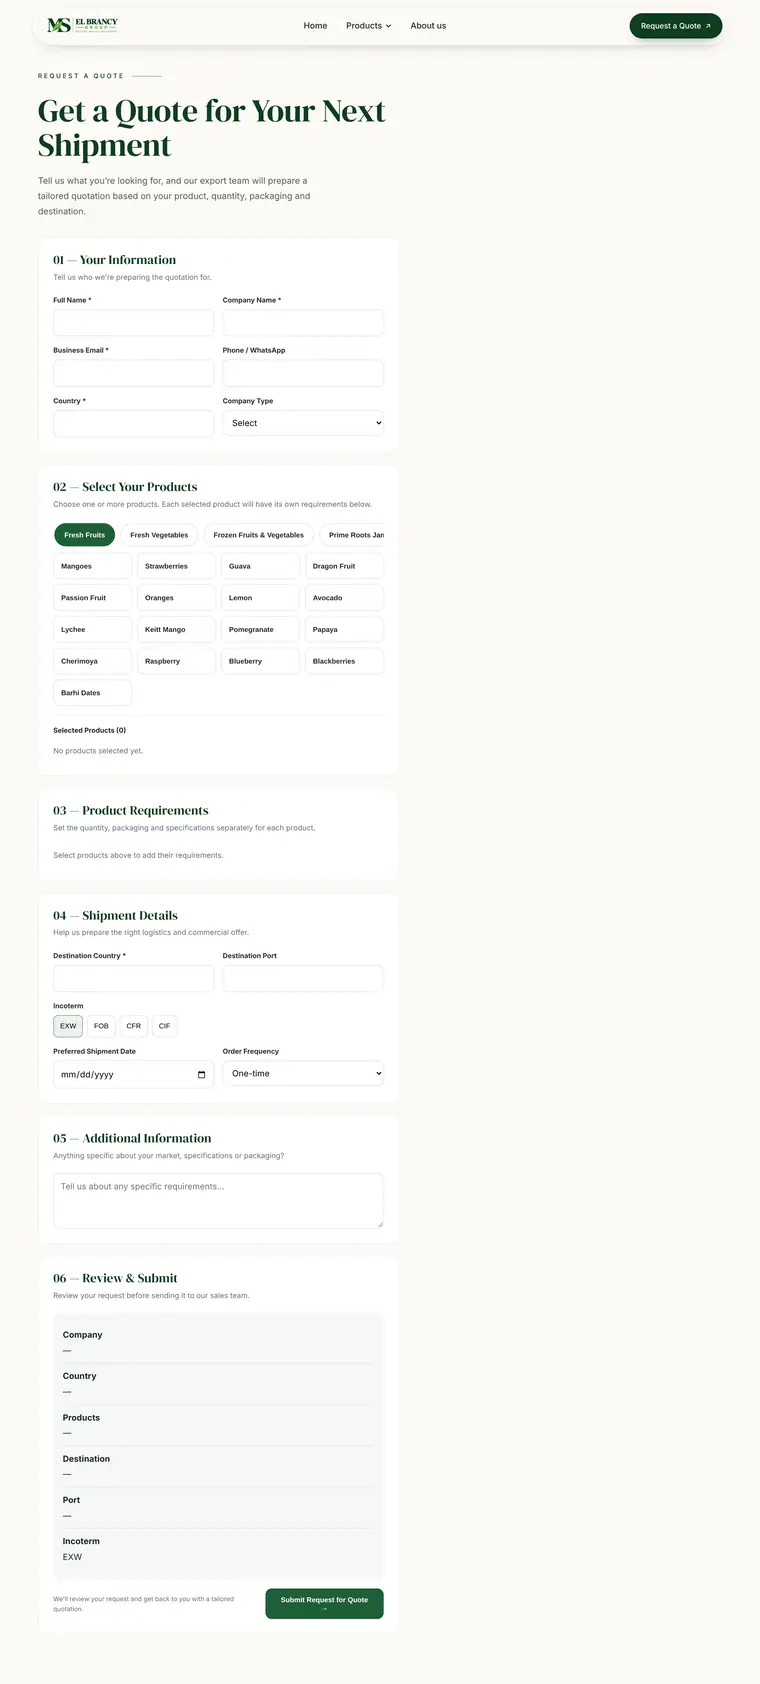 MS EL BRANCY
GROUP
Home
Products
About us
Request a Quote ↗
REQUEST A QUOTE
Get a Quote for Your Next
Shipment
Tell us what you're looking for, and our export team will prepare a
tailored quotation based on your product, quantity, packaging and
destination.
01 — Your Information
Tell us who we're preparing the quotation for.
Full Name *
Company Name *
Business Email *
Phone / WhatsApp
Country *
Company Type
Select
02 — Select Your Products
Choose one or more products. Each selected product will have its own requirements below.
Fresh Fruits
Fresh Vegetables
Frozen Fruits & Vegetables
Prime Roots Jan
Mangoes
Strawberries
Guava
Dragon Fruit
Passion Fruit
Oranges
Lemon
Avocado
Lychee
Keitt Mango
Pomegranate
Papaya
Cherimoya
Raspberry
Blueberry
Blackberries
Barhi Dates
Selected Products (0)
No products selected yet.
03 — Product Requirements
Set the quantity, packaging and specifications separately for each product.
Select products above to add their requirements.
04 — Shipment Details
Help us prepare the right logistics and commercial offer.
Destination Country *
Destination Port
Incoterm
EXW
FOB
CFR
CIF
Preferred Shipment Date
Order Frequency
mm/dd/yyyy
One-time
05 — Additional Information
Anything specific about your market, specifications or packaging?
Tell us about any specific requirements...
06 — Review & Submit
Review your request before sending it to our sales team.
Company
—
Country
—
Products
—
Destination
—
Port
—
Incoterm
EXW
We'll review your request and get back to you with a tailored
quotation.
Submit Request for Quote
→